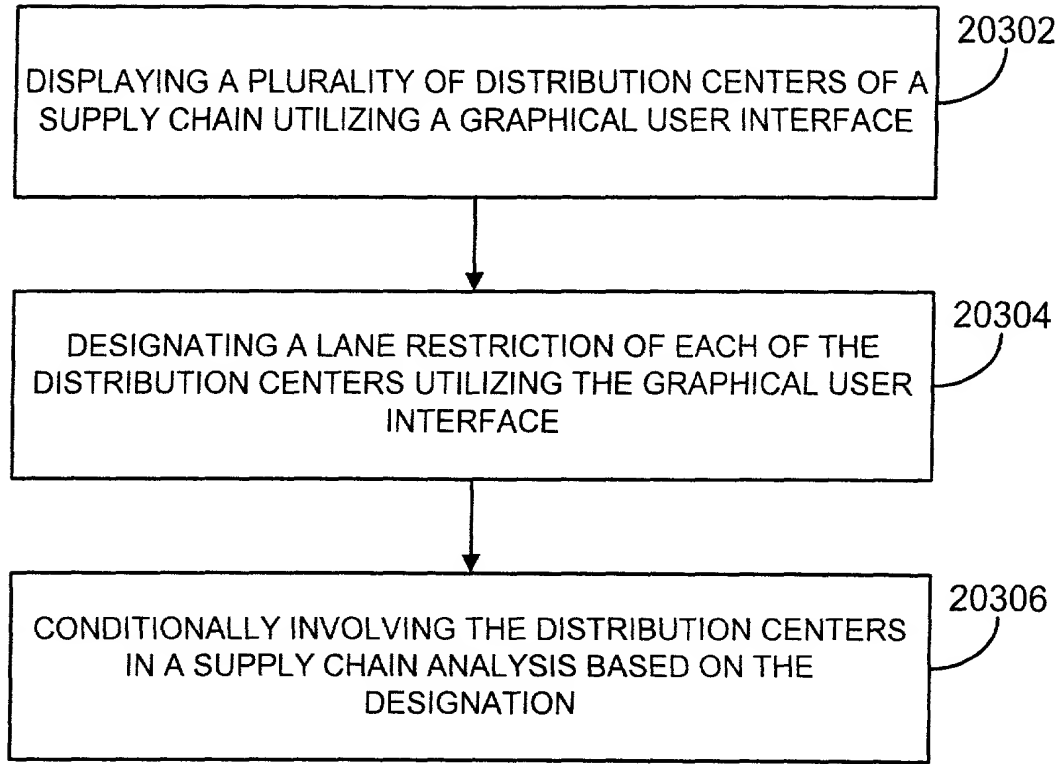 20302
DISPLAYING A PLURALITY OF DISTRIBUTION CENTERS OF A
SUPPLY CHAIN UTILIZING A GRAPHICAL USER INTERFACE
20304
DESIGNATING A LANE RESTRICTION OF EACH OF THE
DISTRIBUTION CENTERS UTILIZING THE GRAPHICAL USER
INTERFACE
20306
CONDITIONALLY INVOLVING THE DISTRIBUTION CENTERS
IN A SUPPLY CHAIN ANALYSIS BASED ON THE
DESIGNATION